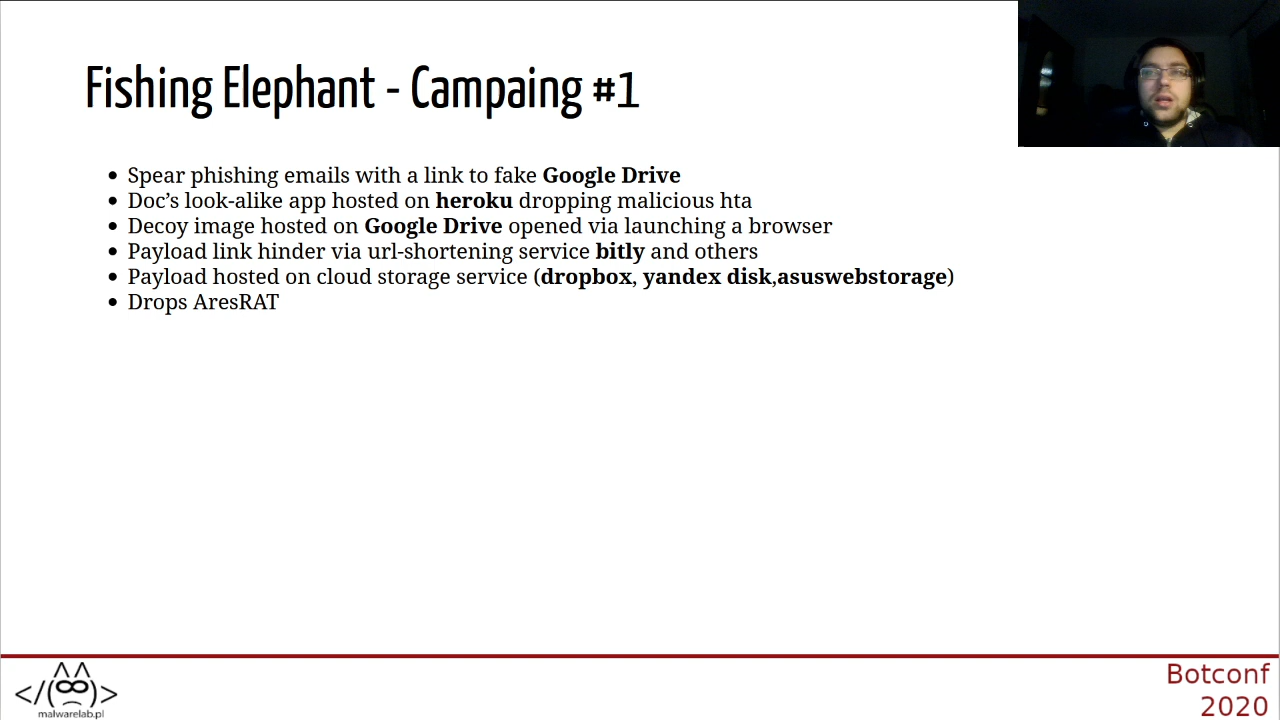 Fishing Elephant - Campaing #1
Spear phishing emails with a link to fake Google Drive
Doc’s look-alike app hosted on heroku dropping malicious hta
Decoy image hosted on Google Drive opened via launching a browser
Payload link hinder via url-shortening service bitly and others
Payload hosted on cloud storage service (dropbox, yandex disk,asuswebstorage)
Drops AresRAT
</(∞)>
malwarelab.pl
Botconf
2020